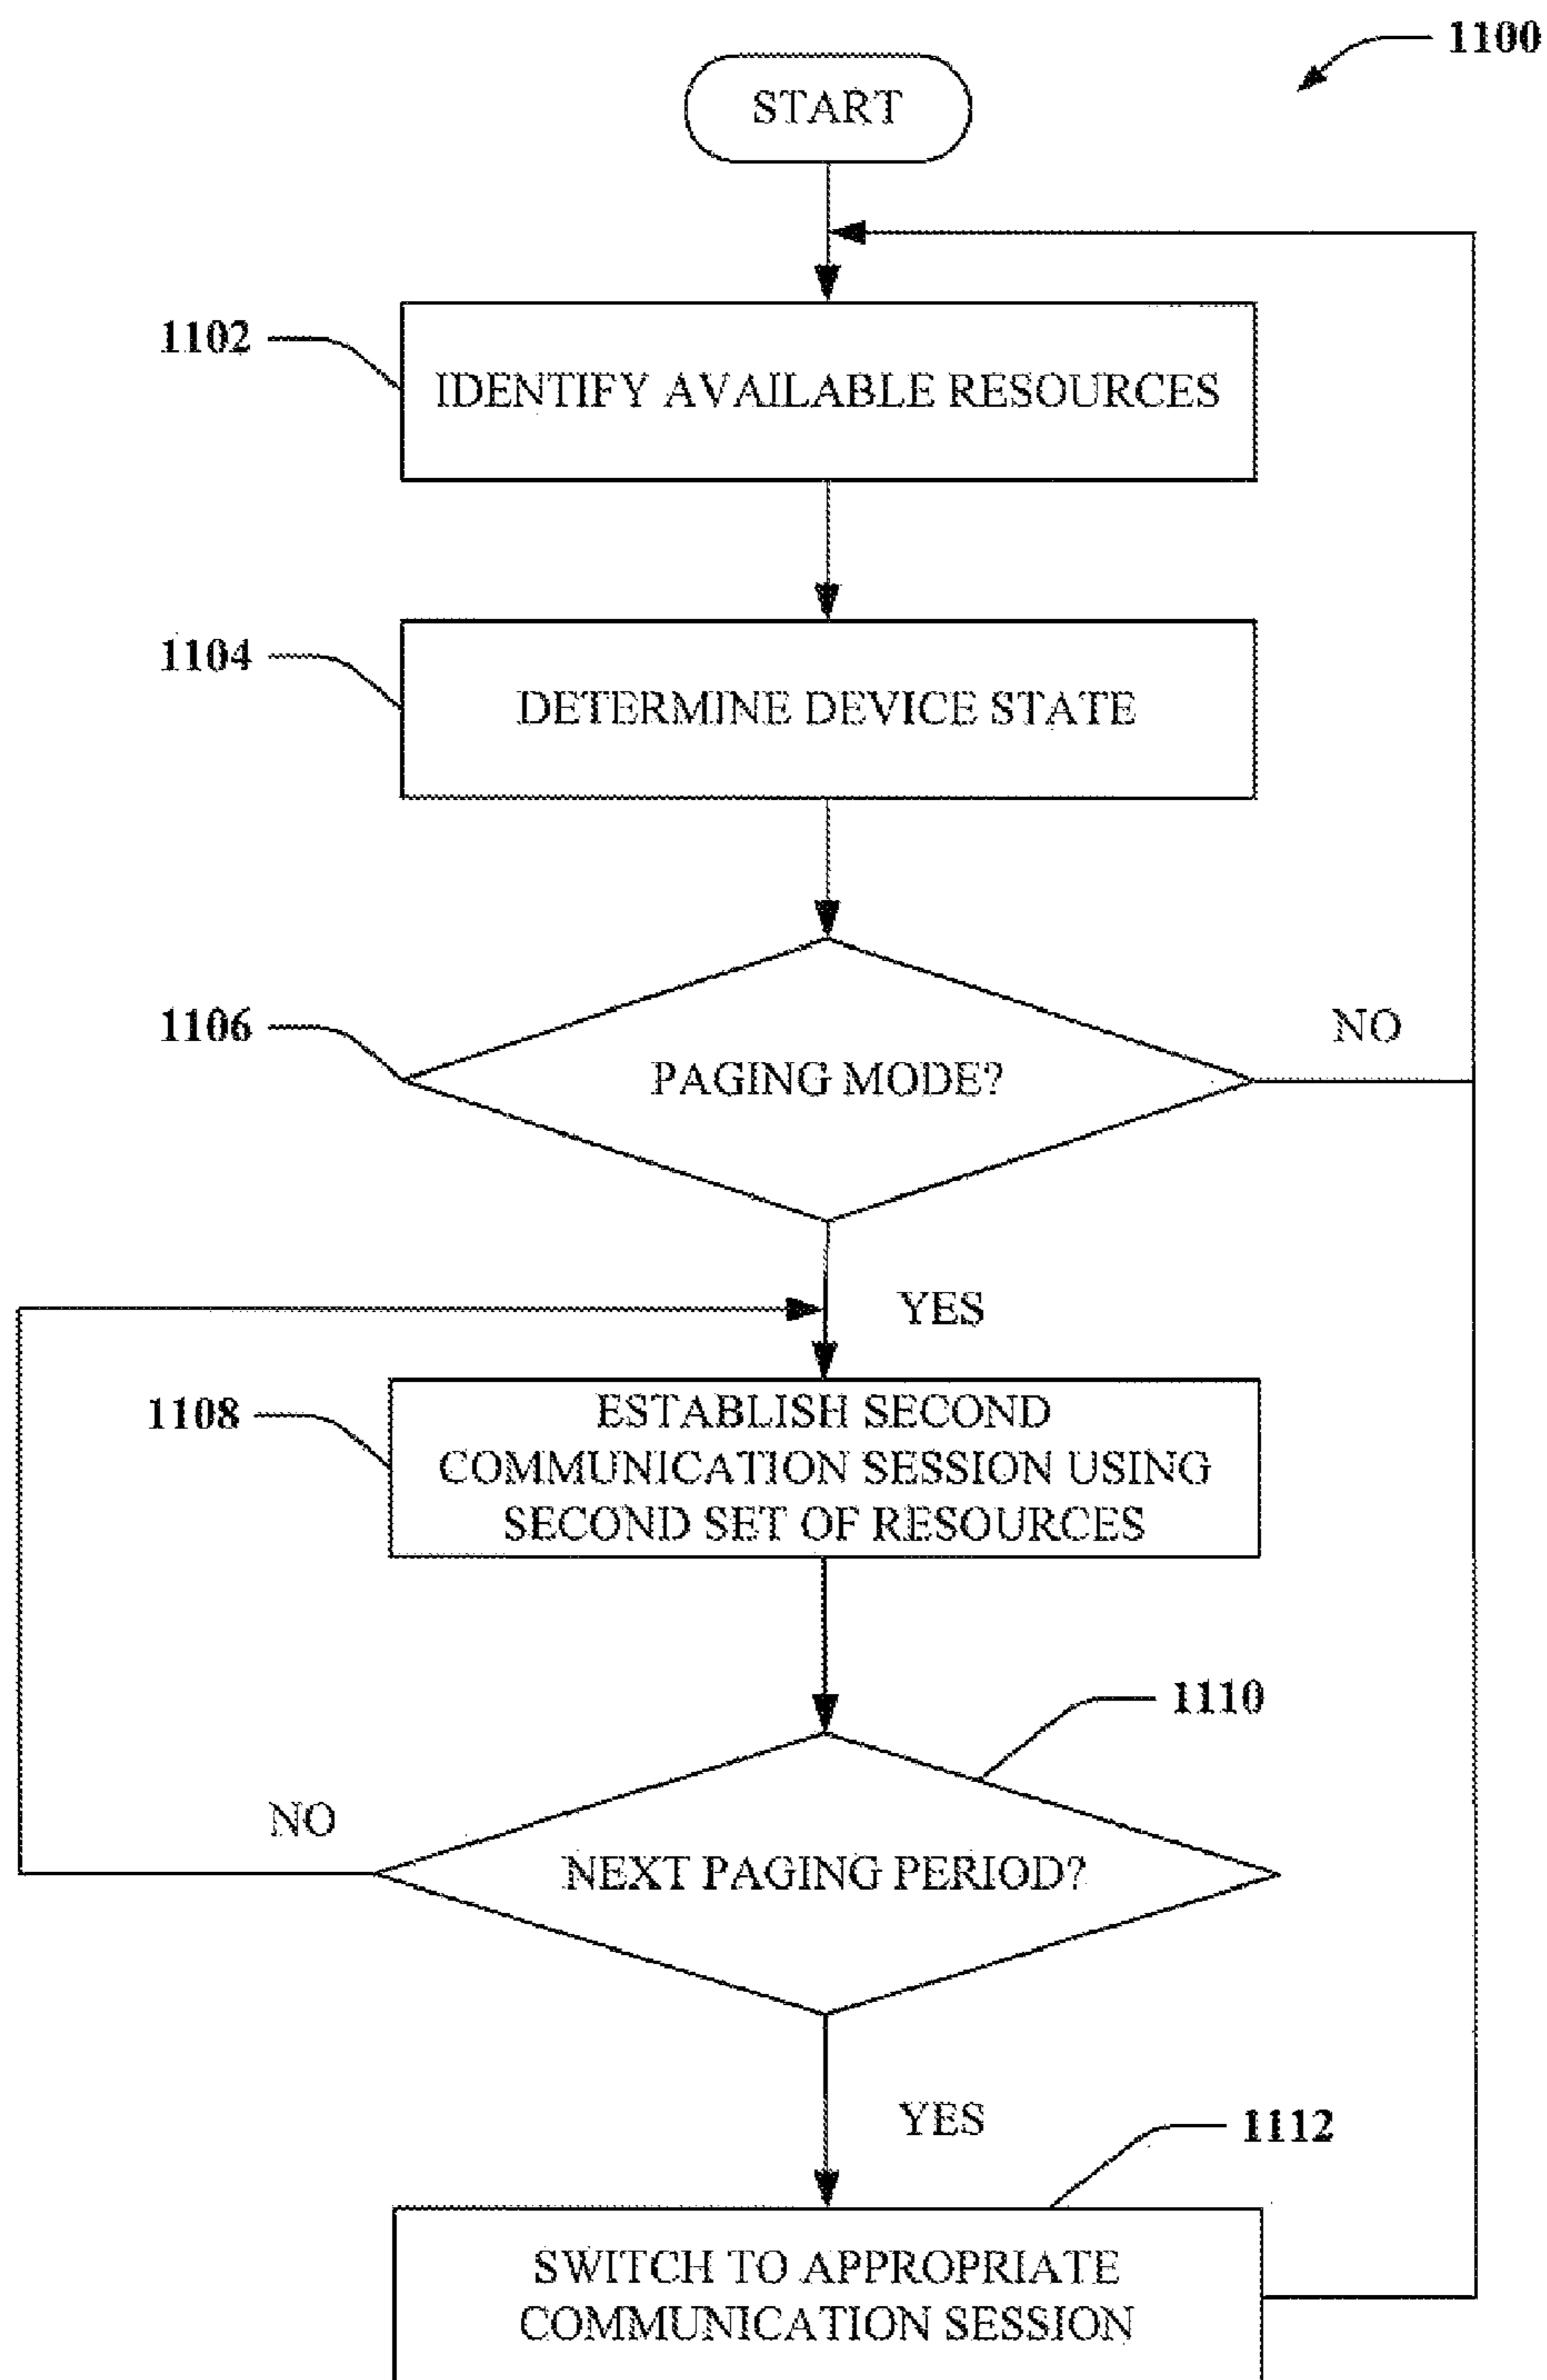 1100
START
1102
IDENTIFY AVAILABLE RESOURCES
1104
DETERMINE DEVICE STATE
1106
PAGING MODE?
NO
YES
1108
ESTABLISH SECOND
COMMUNICATION SESSION USING
SECOND SET OF RESOURCES
1110
NO
NEXT PAGING PERIOD?
YES
1112
SWITCH TO APPROPRIATE
COMMUNICATION SESSION